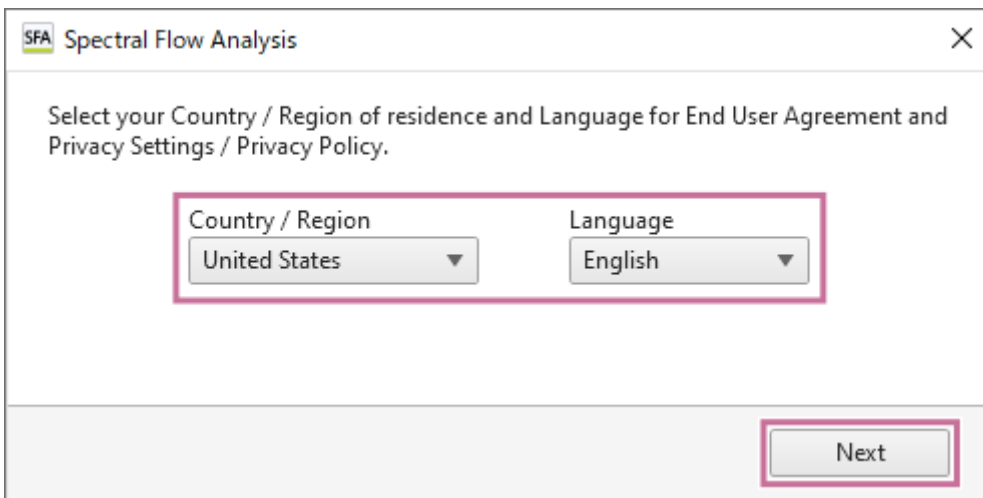 SFA Spectral Flow Analysis
Select your Country / Region of residence and Language for End User Agreement and
Privacy Settings / Privacy Policy.
Country / Region Language
United States English
Next